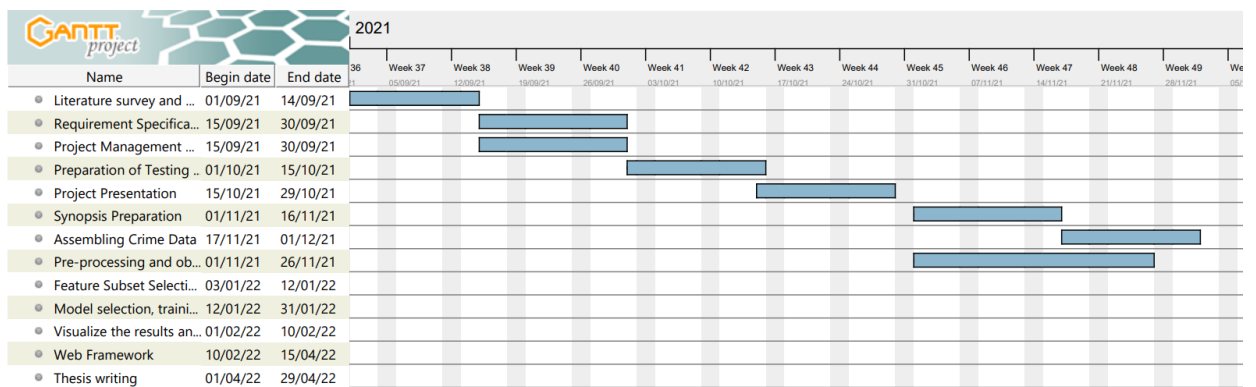 GANTT
project
2021
36 Week 37 Week 38 Week 39 Week 40 Week 41 Week 42 Week 43 Week 44 Week 45 Week 46 Week 47 Week 48 Week 49 We
21 05/09/21 12/09/21 19/09/21 26/09/21 03/10/21 10/10/21 17/10/21 24/10/21 31/10/21 07/11/21 14/11/21 21/11/21 28/11/21 05/
Name Begin date End date
Literature survey and ... 01/09/21 14/09/21
Requirement Specifica... 15/09/21 30/09/21
Project Management ... 15/09/21 30/09/21
Preparation of Testing .. 01/10/21 15/10/21
Project Presentation 15/10/21 29/10/21
Synopsis Preparation 01/11/21 16/11/21
Assembling Crime Data 17/11/21 01/12/21
Pre-processing and ob... 01/11/21 26/11/21
Feature Subset Selecti... 03/01/22 12/01/22
Model selection, traini... 12/01/22 31/01/22
Visualize the results an... 01/02/22 10/02/22
Web Framework 10/02/22 15/04/22
Thesis writing 01/04/22 29/04/22